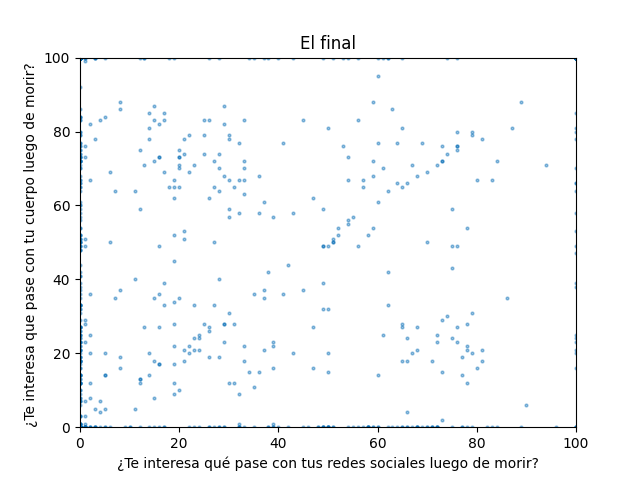 El final
¿Te interesa que pase con tu cuerpo luego de morir?
100
80
60
40
20
0
0 20 40 60 80 100
¿Te interesa qué pase con tus redes sociales luego de morir?